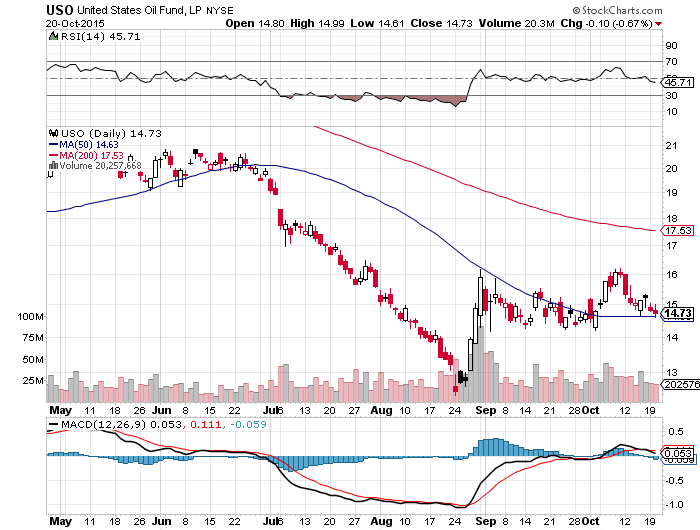 USO United States Oil Fund, LP NYSE
© StockCharts.com
20-Oct-2015
Open 14.80 High 14.99 Low 14.61 Close 14.73 Volume 20.3M Chg -0.10 (-0.67%)
RSI(14) 45.71
90
70
50
45.71
30
10
USO (Daily) 14.73
MA(50) 14.63
MA(200) 17.53
Volume 20,257,668
21
20
19
18
17.53
17
16
15
14.73
14
13
100M
75M
50M
25M
202576
May 11 18 26 Jun 8 15 22 Jul 6 13 20 27 Aug 10 17 24 Sep 8 14 21 28 Oct 12 19
MACD(12,26,9) 0.053, 0.111, -0.059
0.5
0.053
-0.5
-1.0
May 11 18 26 Jun 8 15 22 Jul 6 13 20 27 Aug 10 17 24 Sep 8 14 21 28 Oct 12 19